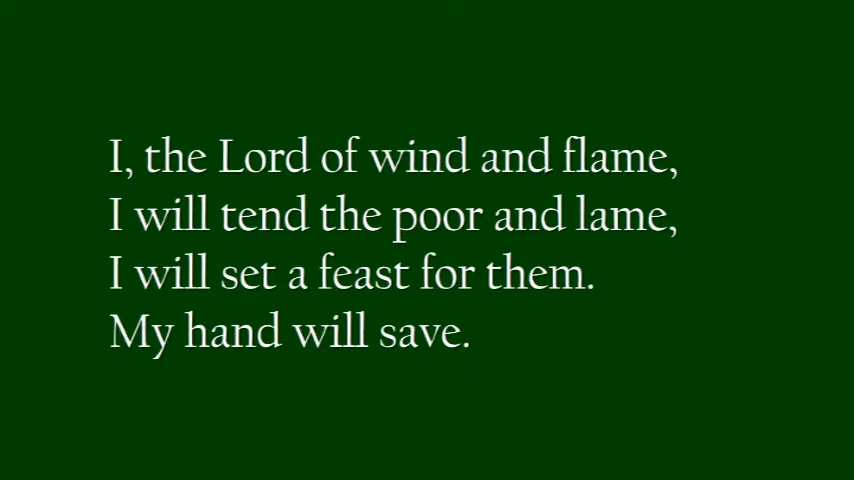 I, the Lord of wind and flame,
I will tend the poor and lame,
I will set a feast for them.
My hand will save.